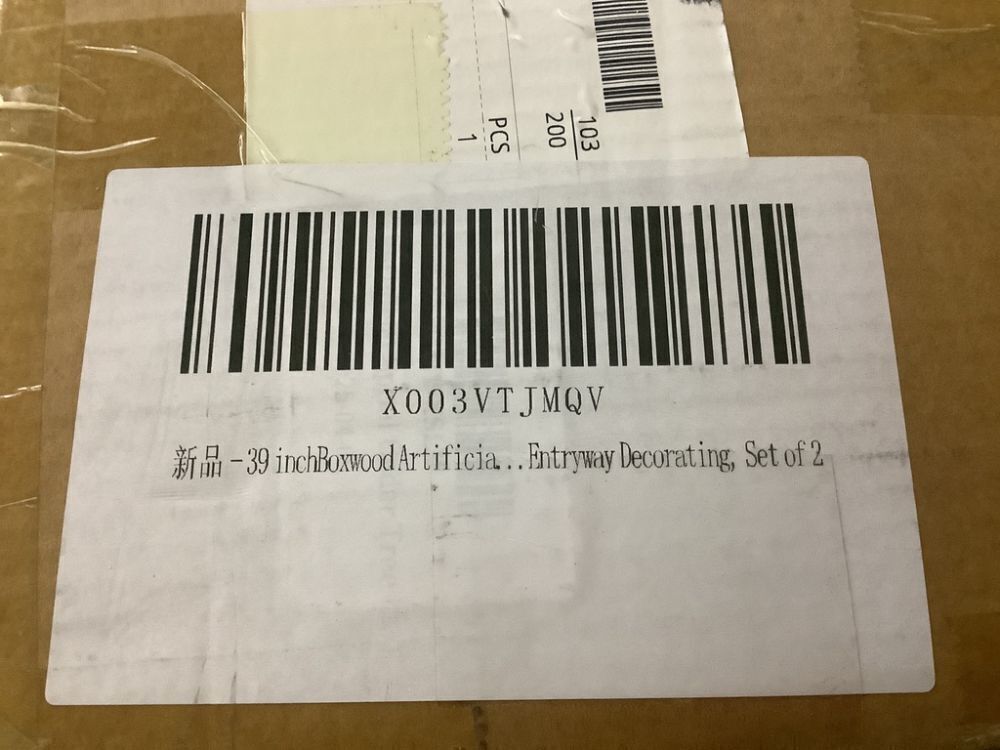 103
200
PCS
1
X003VTJMQV
新品 - 39 inchBoxwood Artificia... Entryway Decorating, Set of 2